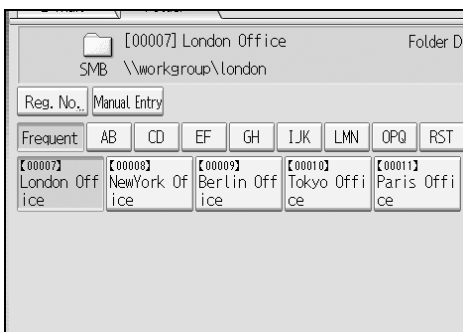 [00007] London Office Folder D
SMB \\workgroup\london
Reg. No. Manual Entry
Frequent AB CD EF GH IJK LMN OPQ RST
【00007】 【00008】 【00009】 【00010】 【00011】
London Off NewYork Of Berlin Off Tokyo Offi Paris Offi
ice ice ice ce ce